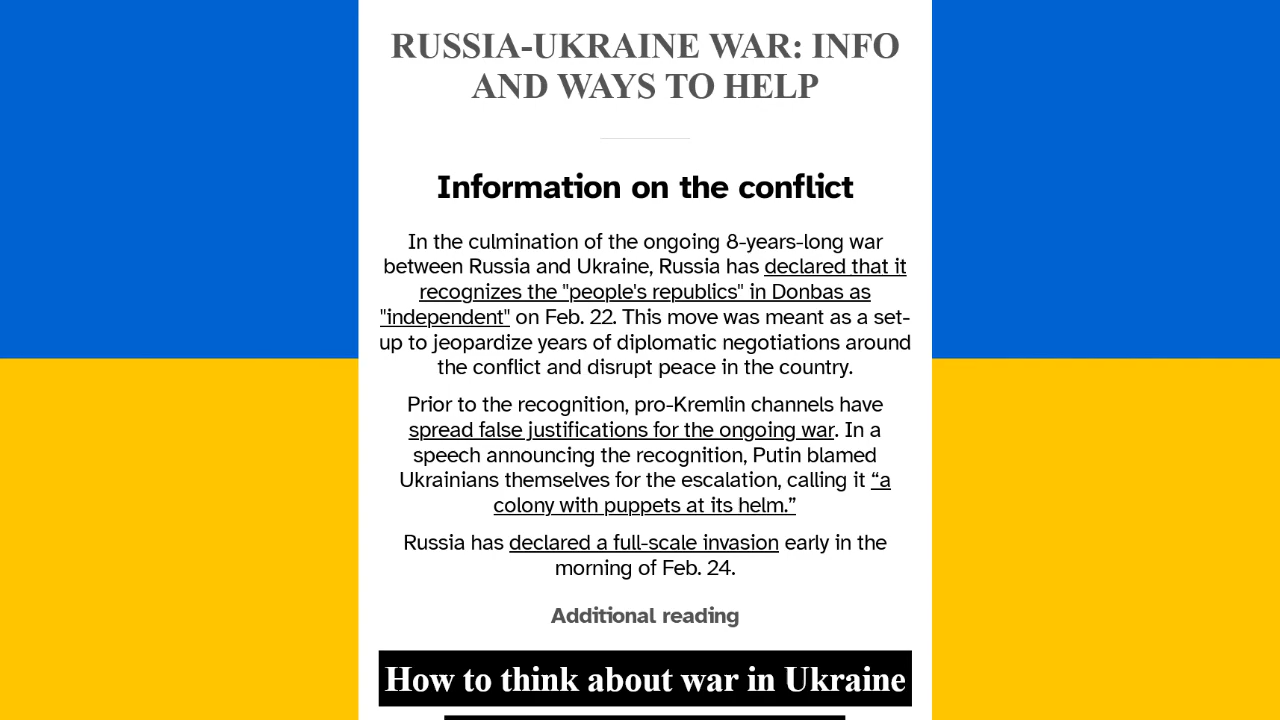 RUSSIA-UKRAINE WAR: INFO
AND WAYS TO HELP
Information on the conflict
In the culmination of the ongoing 8-years-long war
between Russia and Ukraine, Russia has declared that it
recognizes the "people's republics" in Donbas as
"independent" on Feb. 22. This move was meant as a set-
up to jeopardize years of diplomatic negotiations around
the conflict and disrupt peace in the country.
Prior to the recognition, pro-Kremlin channels have
spread false justifications for the ongoing war. In a
speech announcing the recognition, Putin blamed
Ukrainians themselves for the escalation, calling it “a
colony with puppets at its helm.”
Russia has declared a full-scale invasion early in the
morning of Feb. 24.
Additional reading
How to think about war in Ukraine